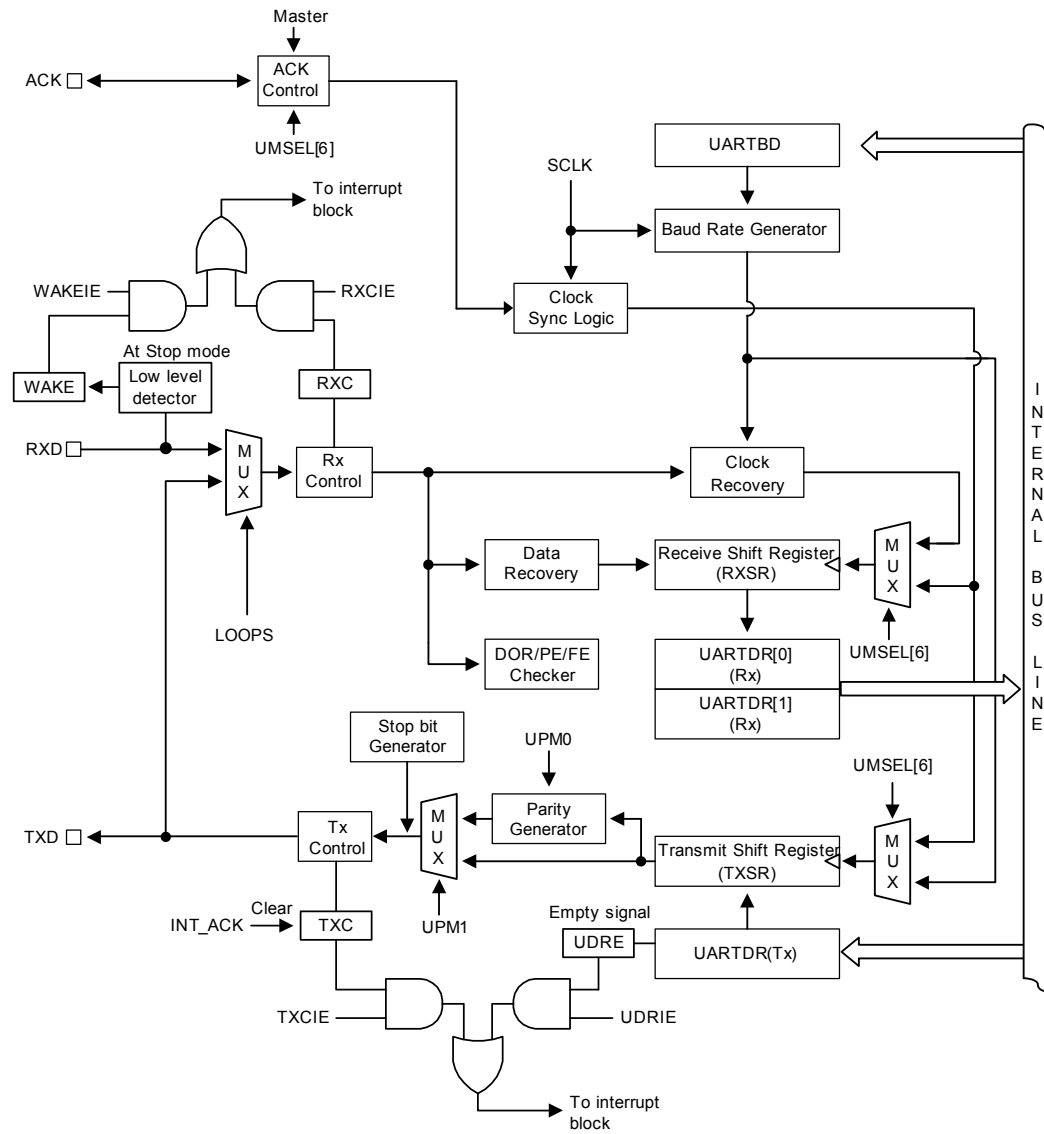 Master
ACK
ACK
Control
UMSEL[6]
UARTBD
SCLK
To interrupt
block
Baud Rate Generator
WAKEIE
RXCIE
Clock
Sync Logic
At Stop mode
WAKE
Low level
detector
RXC
RXD
M
U
X
Rx
Control
Clock
Recovery
LOOPS
Data
Recovery
Receive Shift Register
(RXSR)
M
U
X
UMSEL[6]
DOR/PE/FE
Checker
UARTDR[0]
(Rx)
UARTDR[1]
(Rx)
I
N
T
E
R
N
A
L
B
U
S
L
I
N
E
Stop bit
Generator
UPM0
UMSEL[6]
TXD
Tx
Control
M
U
X
Parity
Generator
Transmit Shift Register
(TXSR)
M
U
X
UPM1
INT_ACK
Clear
TXC
Empty signal
UDRE
UARTDR(Tx)
TXCIE
UDRIE
To interrupt
block